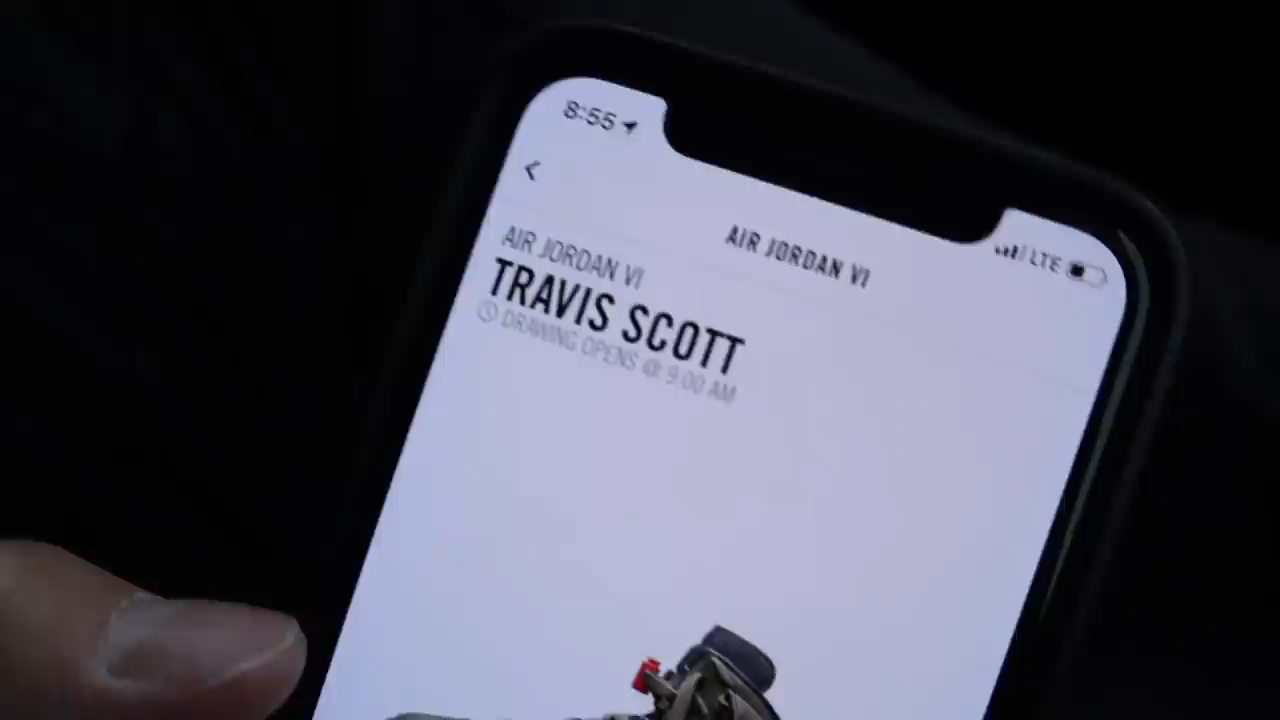 8:55
LTE
<
AIR JORDAN VI
AIR JORDAN VI
TRAVIS SCOTT
DRAWING OPENS @ 9:00 AM